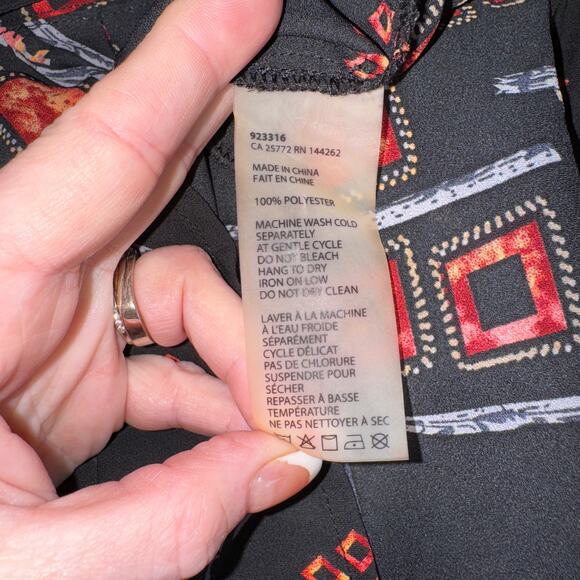 923316
CA 25772 RN 144262
MADE IN CHINA
FAIT EN CHINE
100% POLYESTER
MACHINE WASH COLD
SEPARATELY
AT GENTLE CYCLE
DO NOT BLEACH
HANG TO DRY
IRON ON LOW
DO NOT DRY CLEAN
LAVER À LA MACHINE
À L'EAU FROIDE
SÉPARÉMENT
CYCLE DÉLICAT
PAS DE CHLORURE
SUSPENDRE POUR
SÉCHER
REPASSER À BASSE
TEMPÉRATURE
NE PAS NETTOYER À SEC